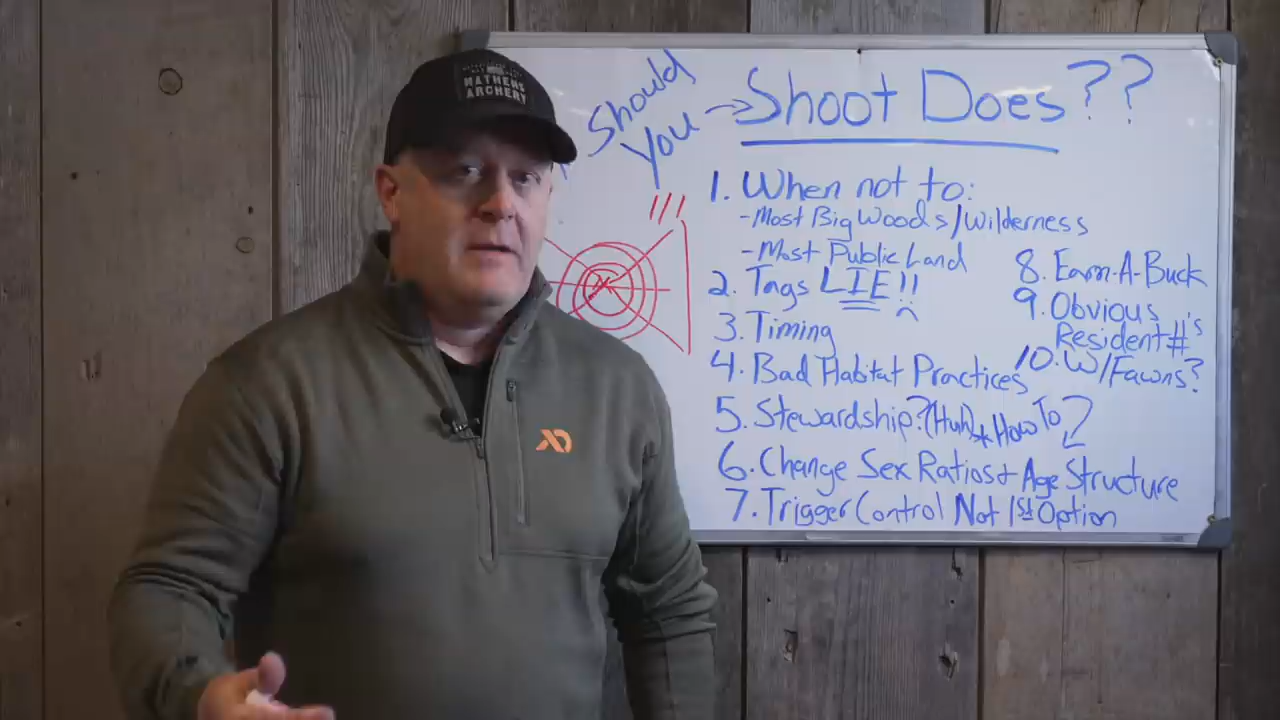 MATHEWS
ARCHERY
Should
You → Shoot Does??
1. When not to:
- Most Big Woods/Wilderness
- Most Public Land
2. Tags LIE!!
3. Timing
4. Bad Habitat Practices
5. Stewardship? (Huh) + How To
6. Change Sex Ratios + Age Structure
7. Trigger Control Not 1st Option
8. Earn-A-Buck
9. Obvious
Resident #'s
10. W/Fawns?